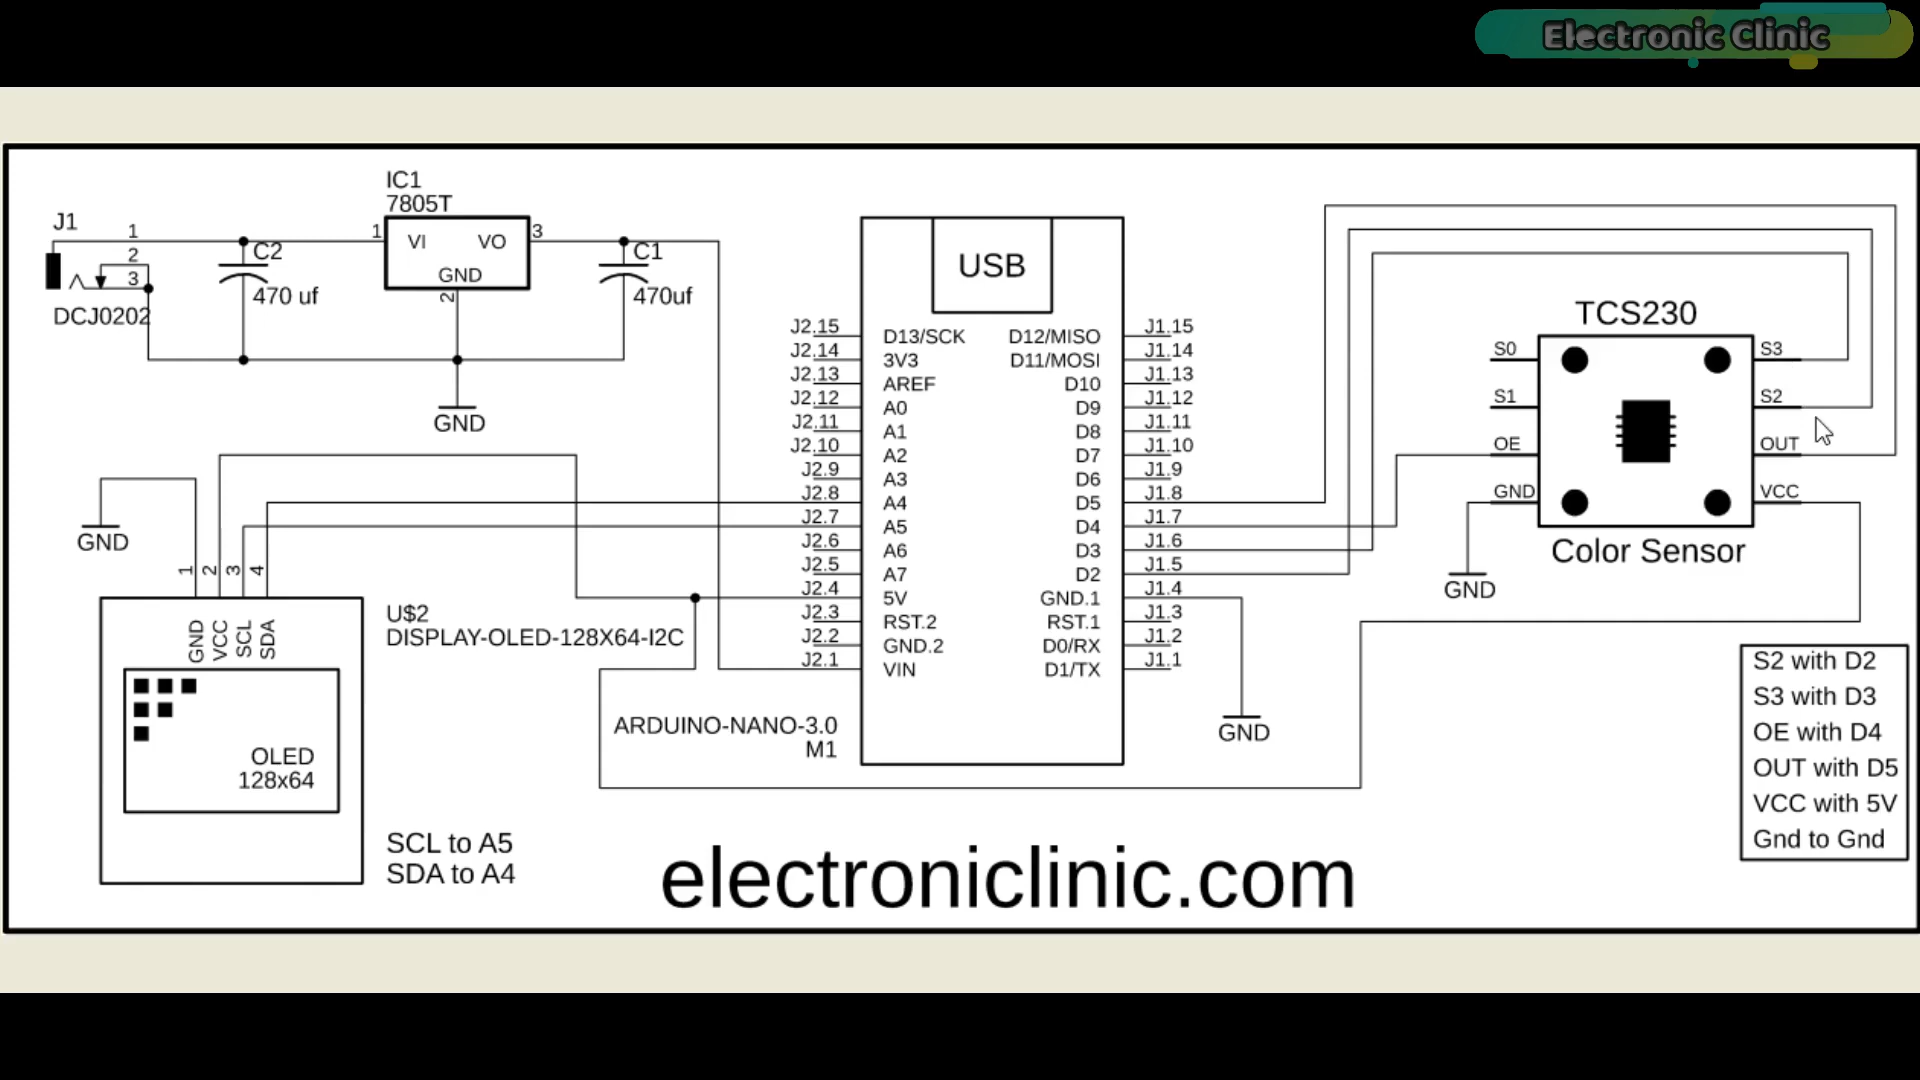 Electronic Clinic
J1
1
2
3
DCJ0202
C2
470 uf
IC1
7805T
1
VI
VO
3
GND
2
C1
470uf
GND
GND
1
2
3
4
GND
VCC
SCL
SDA
OLED
128x64
U$2
DISPLAY-OLED-128X64-I2C
SCL to A5
SDA to A4
USB
J2.15 D13/SCK D12/MISO J1.15
J2.14 3V3 D11/MOSI J1.14
J2.13 AREF D10 J1.13
J2.12 A0 D9 J1.12
J2.11 A1 D8 J1.11
J2.10 A2 D7 J1.10
J2.9 A3 D6 J1.9
J2.8 A4 D5 J1.8
J2.7 A5 D4 J1.7
J2.6 A6 D3 J1.6
J2.5 A7 D2 J1.5
J2.4 5V GND.1 J1.4
J2.3 RST.2 RST.1 J1.3
J2.2 GND.2 D0/RX J1.2
J2.1 VIN D1/TX J1.1
ARDUINO-NANO-3.0
M1
GND
TCS230
S0 S3
S1 S2
OE OUT
GND VCC
Color Sensor
GND
S2 with D2
S3 with D3
OE with D4
OUT with D5
VCC with 5V
Gnd to Gnd
electroniclinic.com